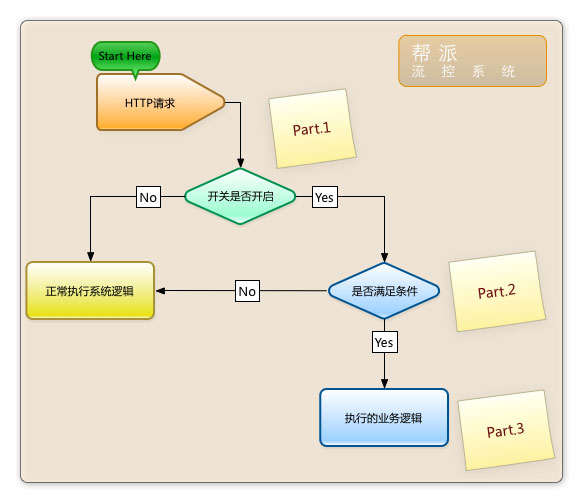 帮派
流控系统
Start Here
HTTP请求
Part.1
开关是否开启
No
Yes
正常执行系统逻辑
No
是否满足条件
Part.2
Yes
执行的业务逻辑
Part.3